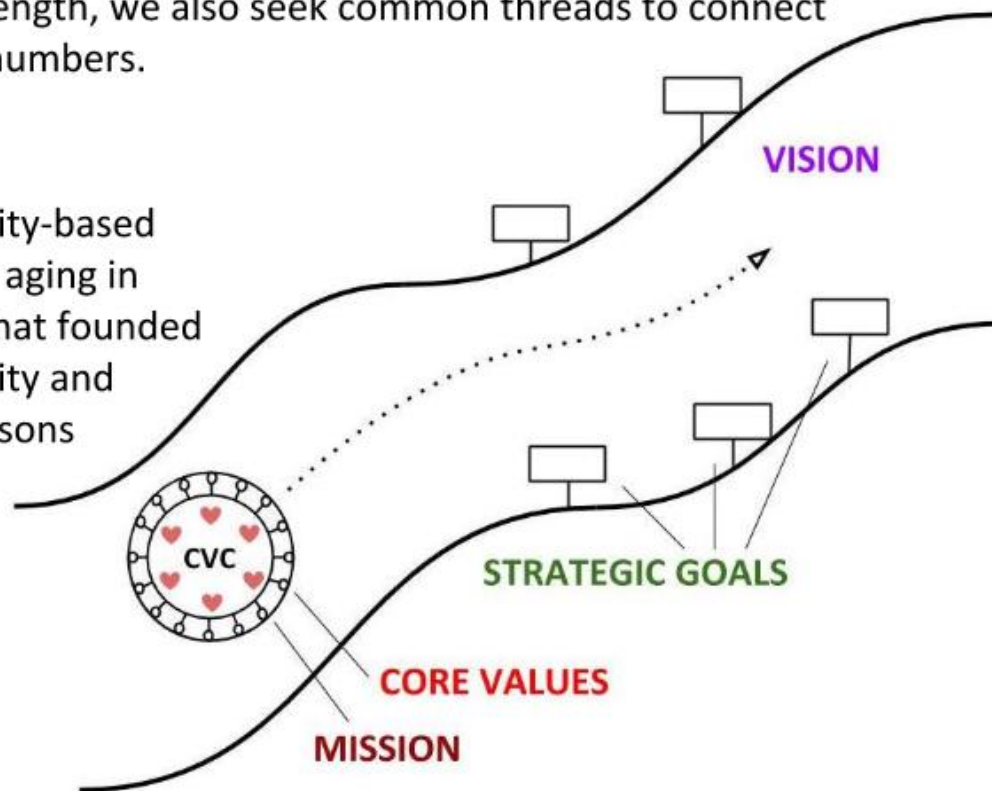 ength, we also seek common threads to connect
numbers.
VISION
ity-based
aging in
hat founded
ity and
sons
CVC
STRATEGIC GOALS
CORE VALUES
MISSION